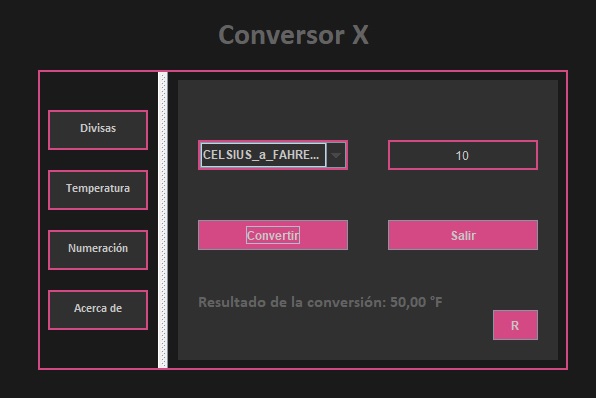 Conversor X
Divisas
Temperatura
Numeración
Acerca de
CELSIUS_a_FAHRE...
10
Convertir
Salir
Resultado de la conversión: 50,00 °F
R